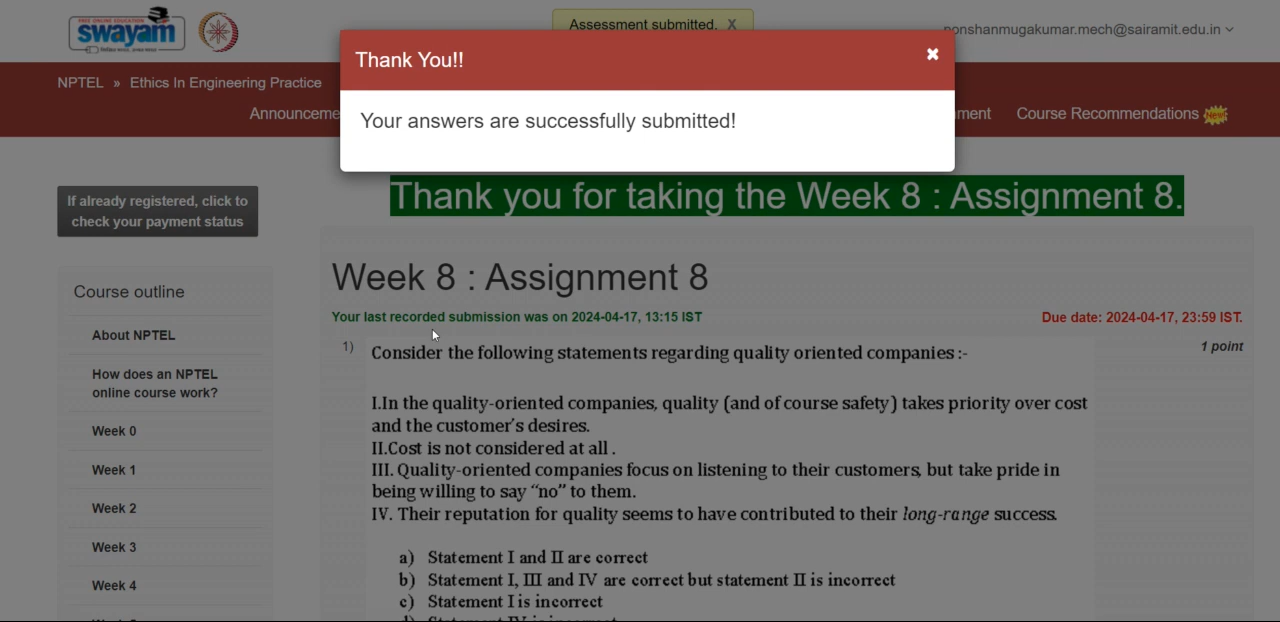 FREE ONLINE EDUCATION
swayam
Assessment submitted. X
ponshanmugakumar.mech@sairamit.edu.in
Thank You!!
Your answers are successfully submitted!
NPTEL » Ethics In Engineering Practice
Announceme
ment Course Recommendations
Thank you for taking the Week 8 : Assignment 8.
If already registered, click to
check your payment status
Course outline
About NPTEL
How does an NPTEL
online course work?
Week 0
Week 1
Week 2
Week 3
Week 4
Week 8 : Assignment 8
Your last recorded submission was on 2024-04-17, 13:15 IST Due date: 2024-04-17, 23:59 IST.
1) Consider the following statements regarding quality oriented companies :- 1 point
I.In the quality-oriented companies, quality (and of course safety) takes priority over cost
and the customer's desires.
II.Cost is not considered at all .
III. Quality-oriented companies focus on listening to their customers, but take pride in
being willing to say “no” to them.
IV. Their reputation for quality seems to have contributed to their long-range success.
a) Statement I and II are correct
b) Statement I, III and IV are correct but statement II is incorrect
c) Statement I is incorrect